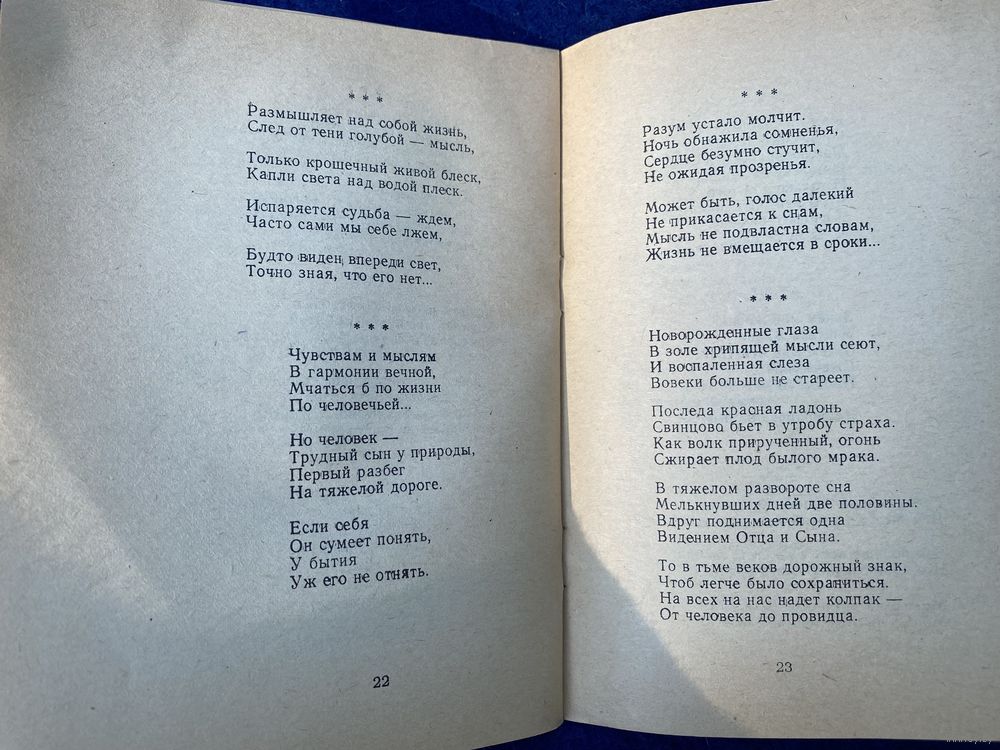 * * *
Размышляет над собой жизнь,
След от тени голубой — мысль,
Только крошечный живой блеск,
Капли света над водой плеск.
Испаряется судьба — ждем,
Часто сами мы себе лжем,
Будто виден впереди свет,
Точно зная, что его нет...
* * *
Чувствам и мыслям
В гармонии вечной,
Мчаться б по жизни
По человечьей...
Но человек —
Трудный сын у природы,
Первый разбег
На тяжелой дороге.
Если себя
Он сумеет понять,
У бытия
Уж его не отнять.
22
* * *
Разум устало молчит.
Ночь обнажила сомненья,
Сердце безумно стучит,
Не ожидая прозренья.
Может быть, голос далекий
Не прикасается к снам,
Мысль не подвластна словам,
Жизнь не вмещается в сроки...
* * *
Новорожденные глаза
В золе хрипящей мысли сеют,
И воспаленная слеза
Вовеки больше не стареет.
Последа красная ладонь
Свинцово бьет в утробу страха.
Как волк прирученный, огонь
Сжирает плод былого мрака.
В тяжелом развороте сна
Мелькнувших дней две половины.
Вдруг поднимается одна
Видением Отца и Сына.
То в тьме веков дорожный знак,
Чтоб легче было сохраниться.
На всех на нас надет колпак —
От человека до провидца.
23